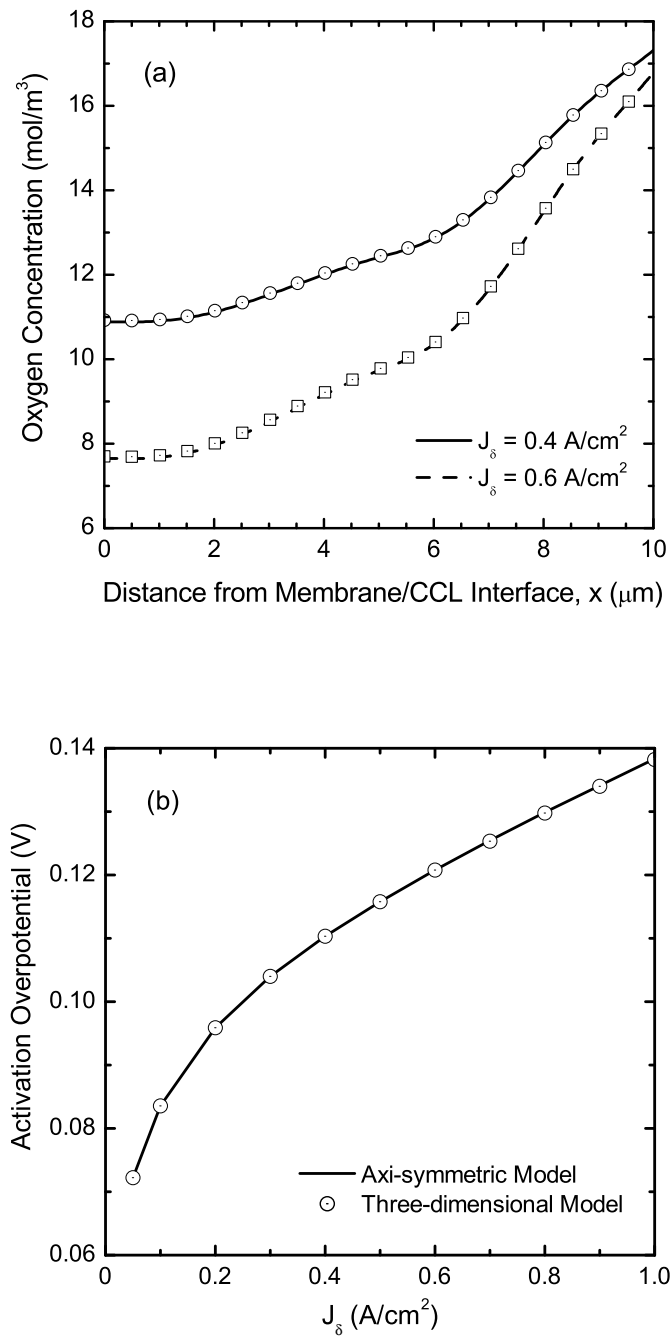 18
16
14
12
10
8
6
Oxygen Concentration (mol/m³)
(a)
J_δ = 0.4 A/cm²
J_δ = 0.6 A/cm²
0 2 4 6 8 10
Distance from Membrane/CCL Interface, x (μm)
0.14
0.12
0.10
0.08
0.06
Activation Overpotential (V)
(b)
Axi-symmetric Model
Three-dimensional Model
0 0.2 0.4 0.6 0.8 1.0
J_δ (A/cm²)